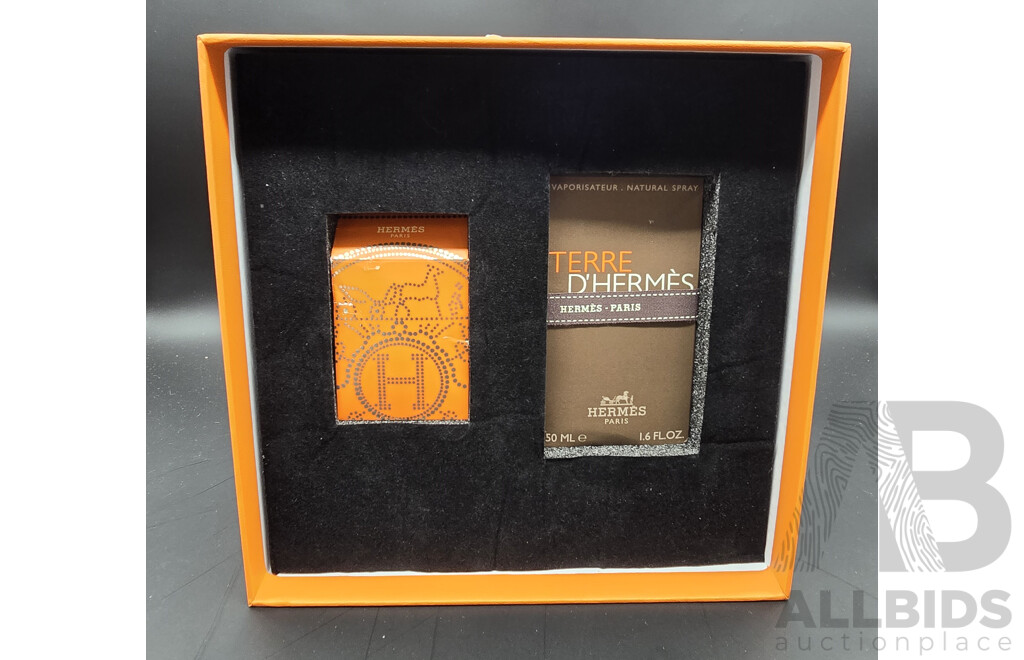 HERMÈS
PARIS
H
VAPORISATEUR . NATURAL SPRAY
TERRE
D'HERMÈS
HERMÈS - PARIS
HERMÈS
PARIS
50 ML e 1.6 FL.OZ.
AB
ALLBIDS
auctionplace